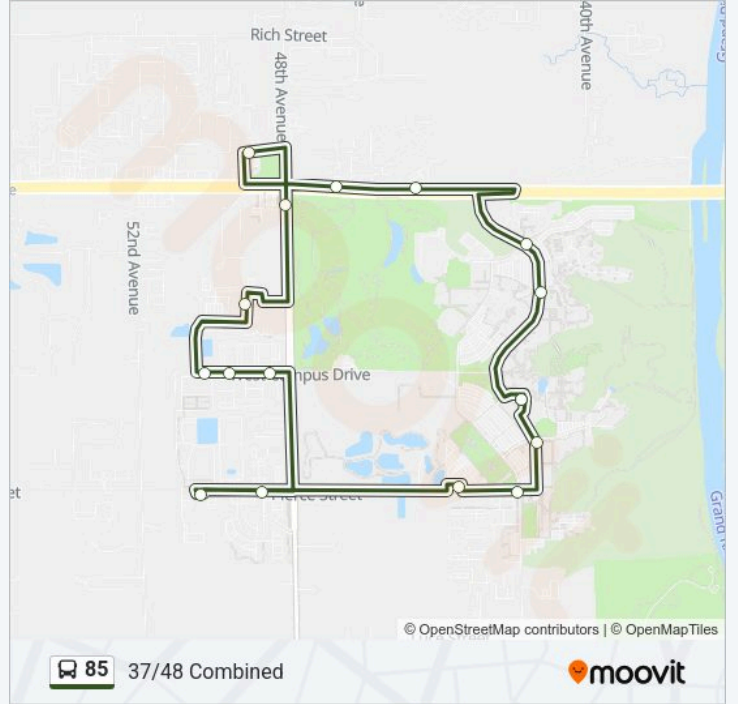 Rich Street
48th Avenue
40th Avenue
52nd Avenue
Campus Drive
Pierce Street
© OpenStreetMap contributors | © OpenMapTiles
85 37/48 Combined
moovit